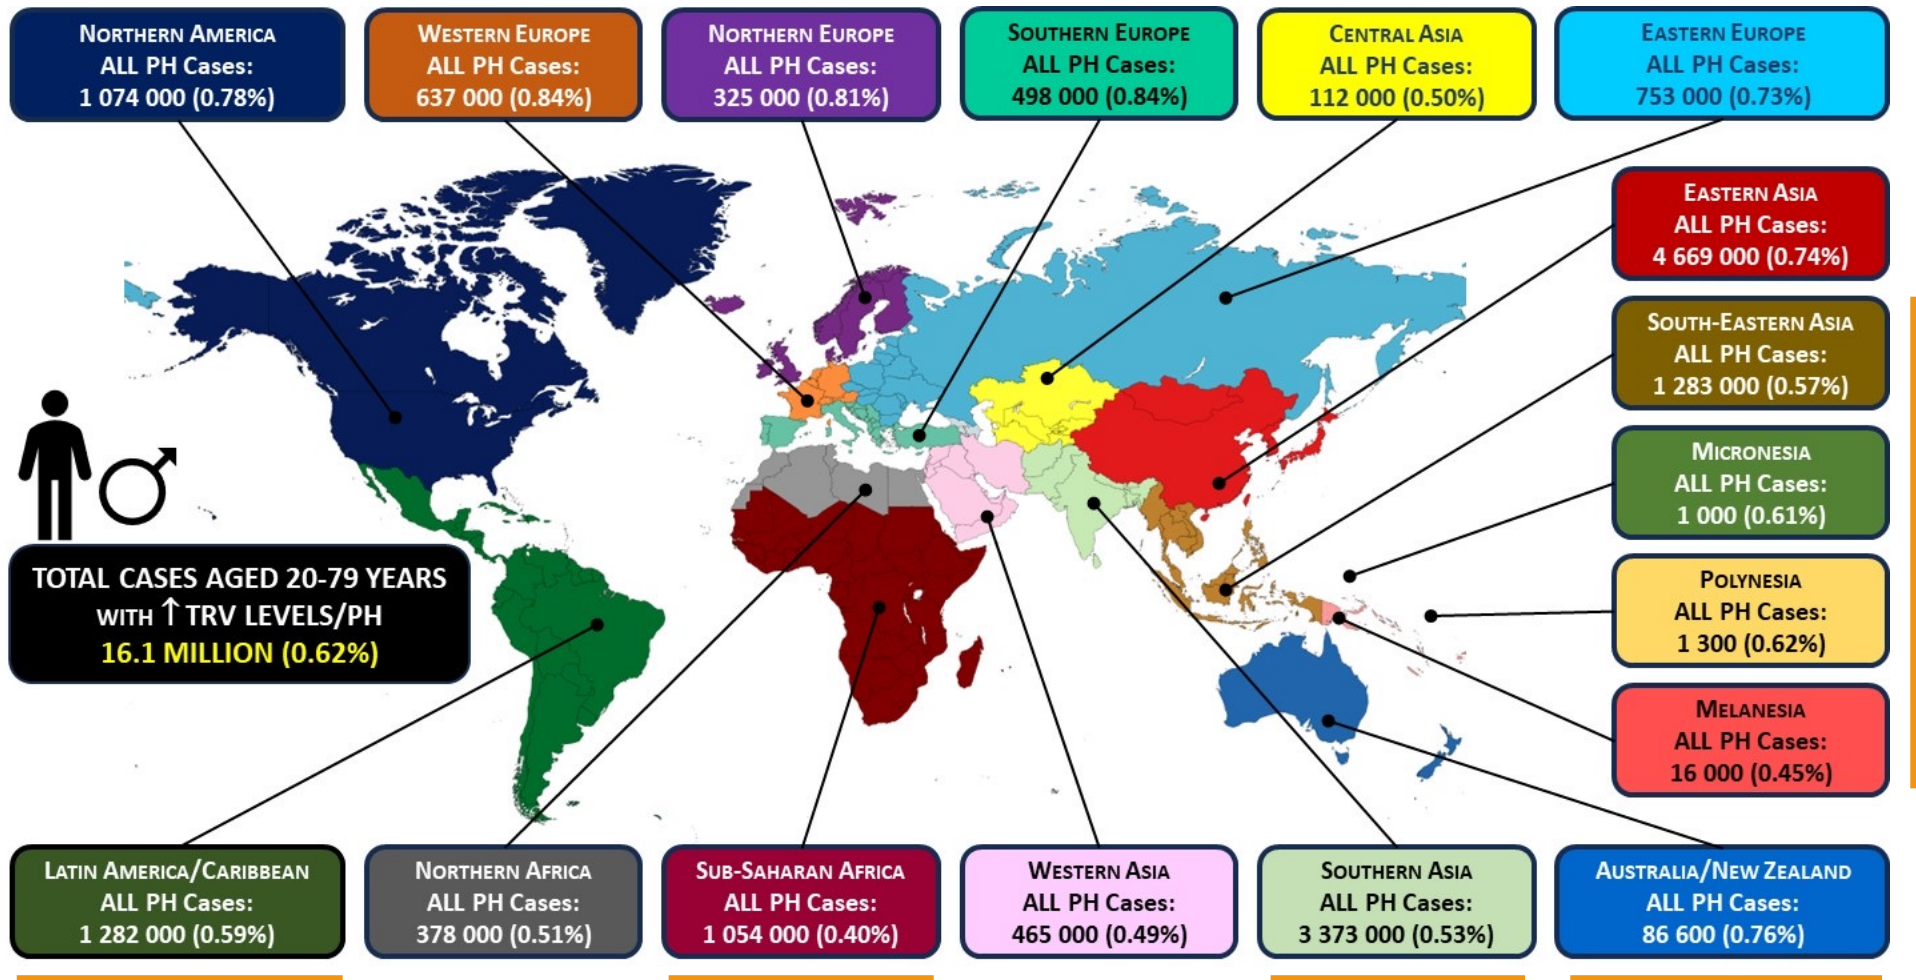 NORTHERN AMERICA
ALL PH Cases:
1 074 000 (0.78%)
WESTERN EUROPE
ALL PH Cases:
637 000 (0.84%)
NORTHERN EUROPE
ALL PH Cases:
325 000 (0.81%)
SOUTHERN EUROPE
ALL PH Cases:
498 000 (0.84%)
CENTRAL ASIA
ALL PH Cases:
112 000 (0.50%)
EASTERN EUROPE
ALL PH Cases:
753 000 (0.73%)
EASTERN ASIA
ALL PH Cases:
4 669 000 (0.74%)
SOUTH-EASTERN ASIA
ALL PH Cases:
1 283 000 (0.57%)
MICRONESIA
ALL PH Cases:
1 000 (0.61%)
POLYNESIA
ALL PH Cases:
1 300 (0.62%)
MELANESIA
ALL PH Cases:
16 000 (0.45%)
TOTAL CASES AGED 20-79 YEARS
WITH ↑ TRV LEVELS/PH
16.1 MILLION (0.62%)
LATIN AMERICA/CARIBBEAN
ALL PH Cases:
1 282 000 (0.59%)
NORTHERN AFRICA
ALL PH Cases:
378 000 (0.51%)
SUB-SAHARAN AFRICA
ALL PH Cases:
1 054 000 (0.40%)
WESTERN ASIA
ALL PH Cases:
465 000 (0.49%)
SOUTHERN ASIA
ALL PH Cases:
3 373 000 (0.53%)
AUSTRALIA/NEW ZEALAND
ALL PH Cases:
86 600 (0.76%)